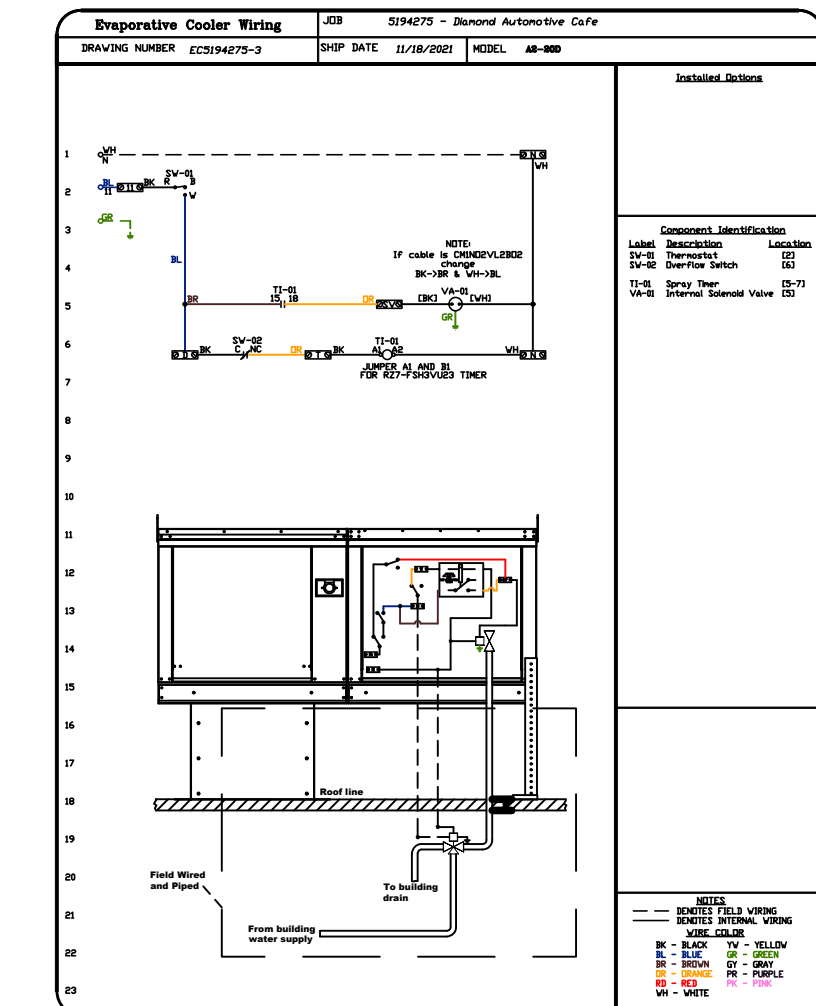 Evaporative Cooler Wiring
JOB 5194275 - Diamond Automotive Cafe
DRAWING NUMBER EC5194275-3
SHIP DATE 11/18/2021
MODEL A2-20D
Installed Options
1
WH
N
N
WH
2
BL
11
11
BK
SW-01
R B
W
3
GR
4
BL
NOTE:
If cable is CM1ND2VL2B02
change
BK->BR & WH->BL
5
BR
TI-01
15 18
OR
SV
[BK]
VA-01
[WH]
GR
6
D
BK
SW-02
C NC
OR
T
BK
TI-01
A1 A2
WH
N
JUMPER A1 AND B1
FOR RZ7-FSH3VU23 TIMER
7
8
9
10
11
12
13
14
15
16
17
18
19
20
21
22
23
Component Identification
Label Description Location
SW-01 Thermostat [2]
SW-02 Overflow Switch [6]
TI-01 Spray Timer [5-7]
VA-01 Internal Solenoid Valve [5]
Roof line
Field Wired
and Piped
To building
drain
From building
water supply
NOTES
DENOTES FIELD WIRING
DENOTES INTERNAL WIRING
WIRE COLOR
BK - BLACK YW - YELLOW
BL - BLUE GR - GREEN
BR - BROWN GY - GRAY
OR - ORANGE PR - PURPLE
RD - RED PK - PINK
WH - WHITE